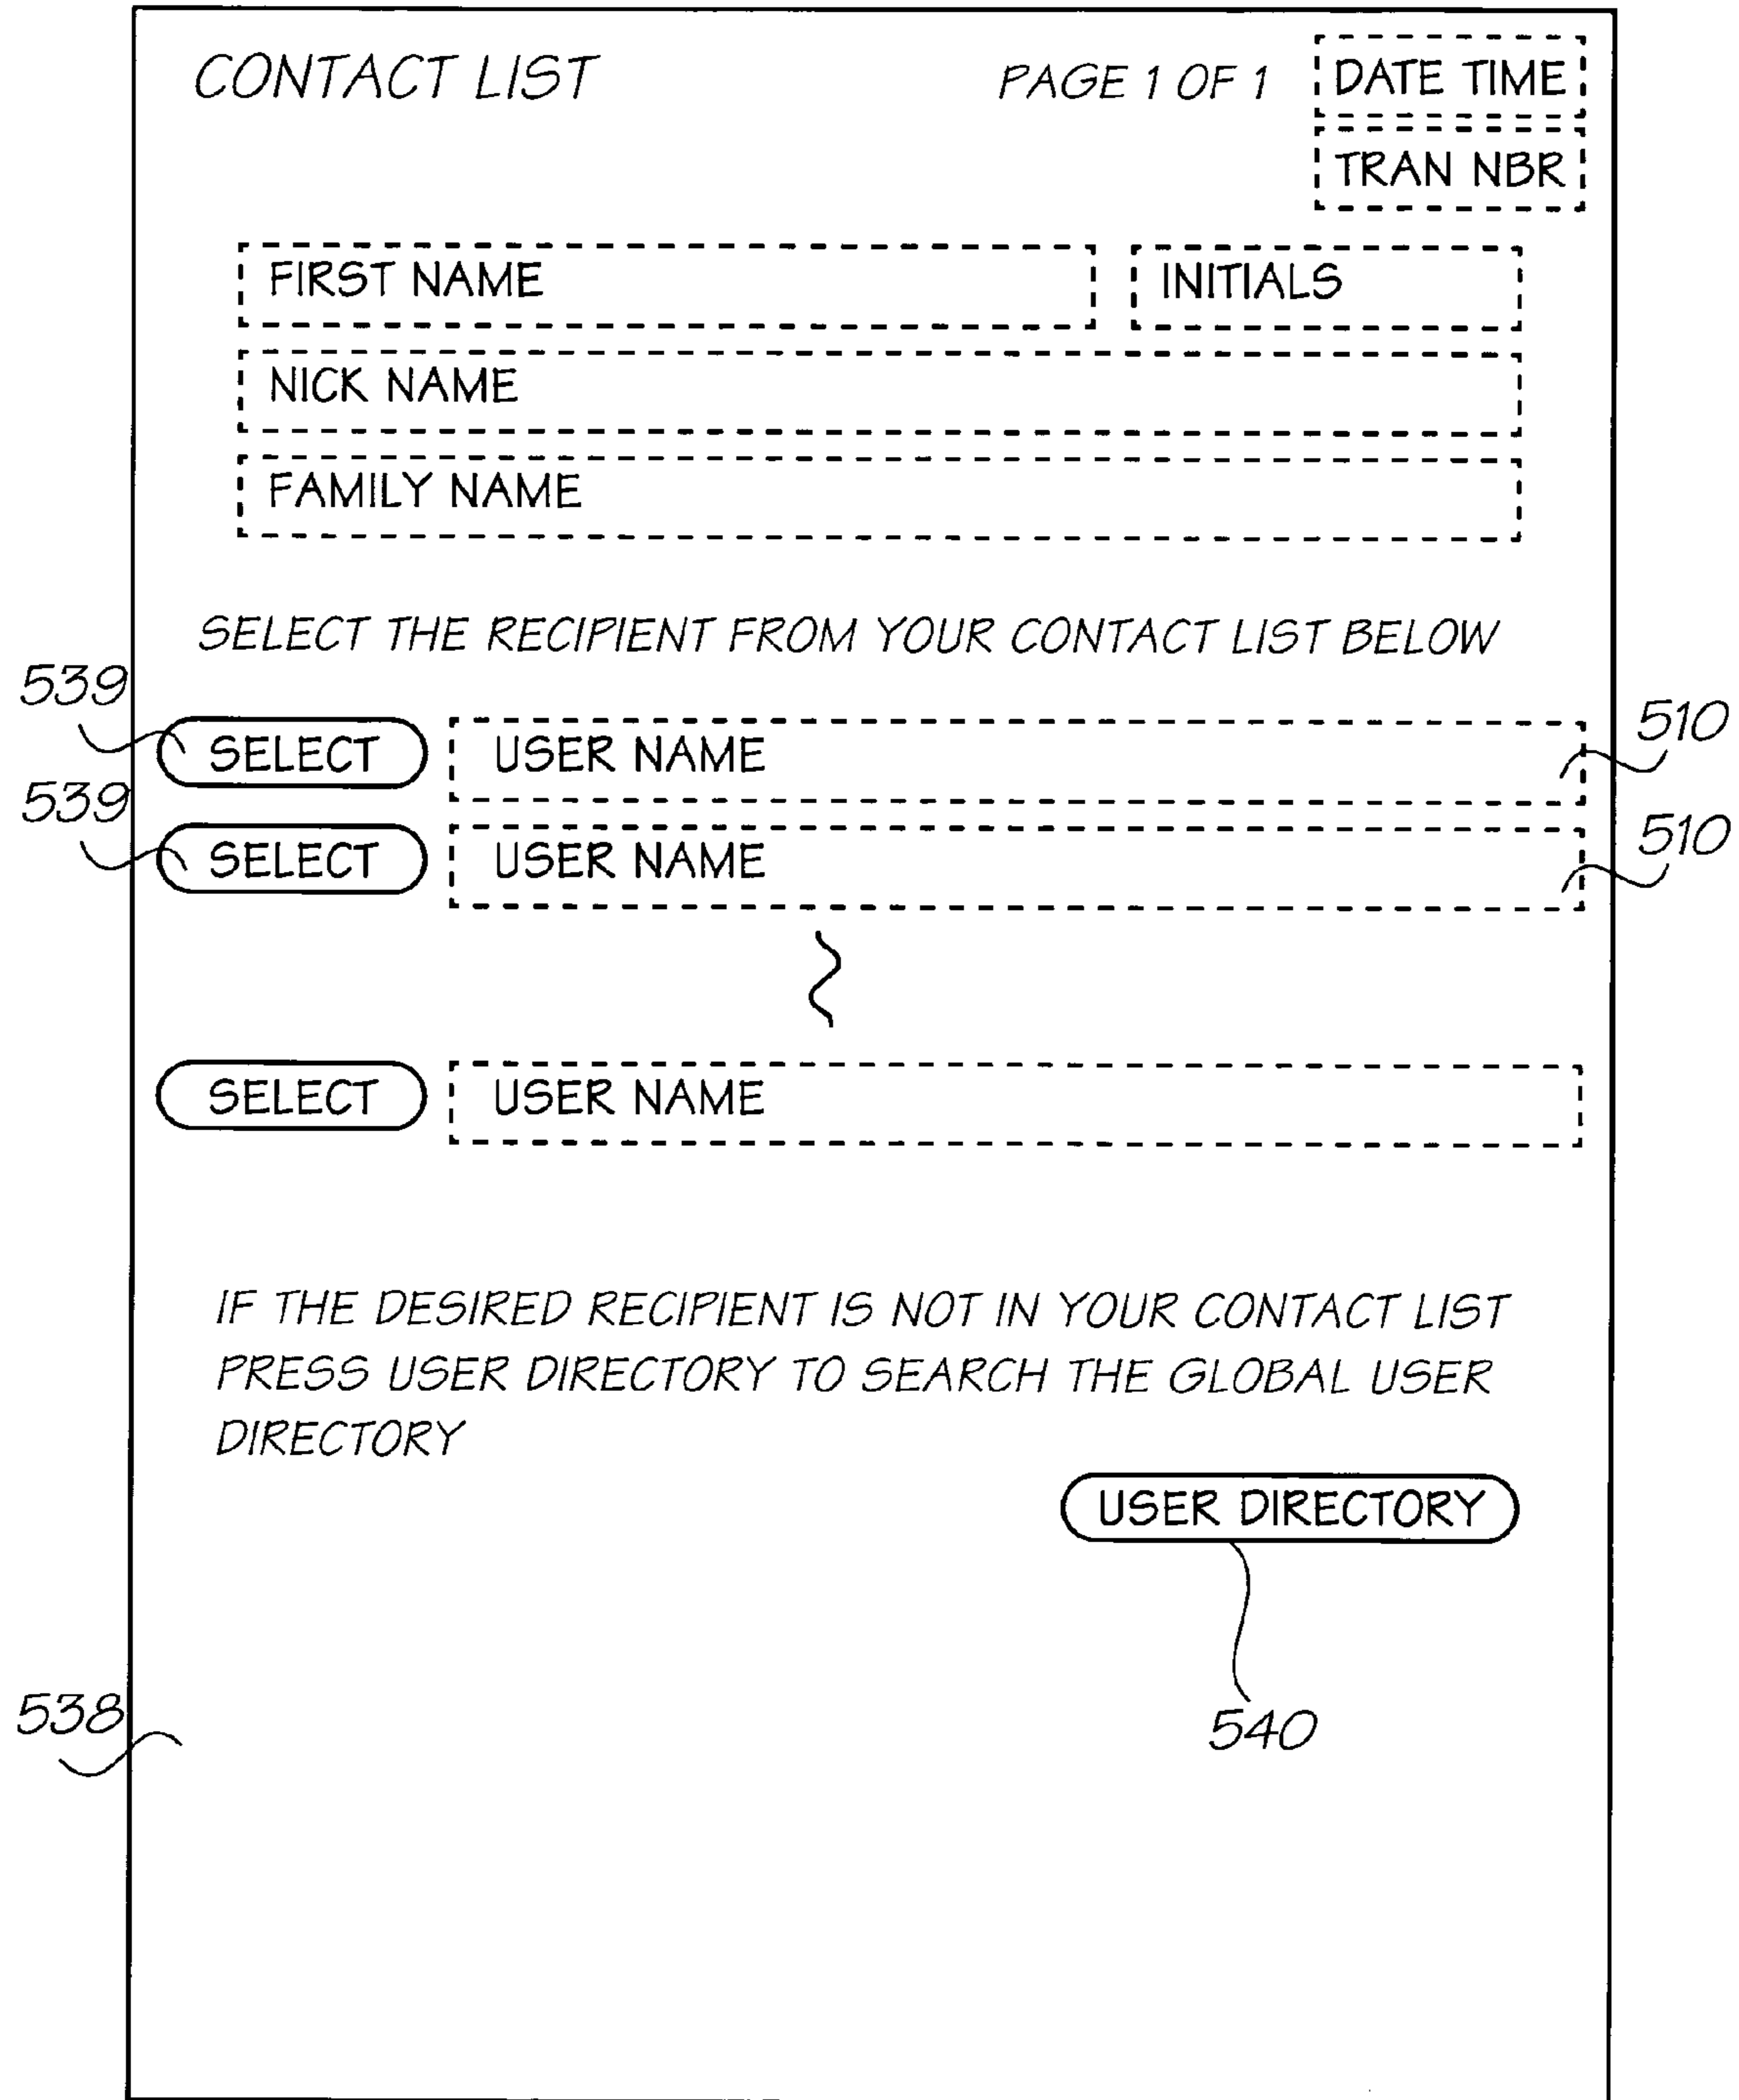 CONTACT LIST PAGE 1 OF 1 DATE TIME
TRAN NBR
FIRST NAME INITIALS
NICK NAME
FAMILY NAME
SELECT THE RECIPIENT FROM YOUR CONTACT LIST BELOW
539
SELECT USER NAME 510
539
SELECT USER NAME 510
SELECT USER NAME
IF THE DESIRED RECIPIENT IS NOT IN YOUR CONTACT LIST
PRESS USER DIRECTORY TO SEARCH THE GLOBAL USER
DIRECTORY
USER DIRECTORY
538
540